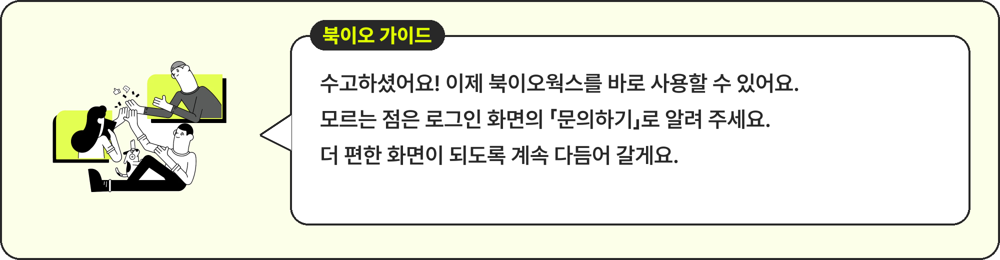 북이오 가이드
수고하셨어요! 이제 북이오웍스를 바로 사용할 수 있어요.
모르는 점은 로그인 화면의 「문의하기」로 알려 주세요.
더 편한 화면이 되도록 계속 다듬어 갈게요.